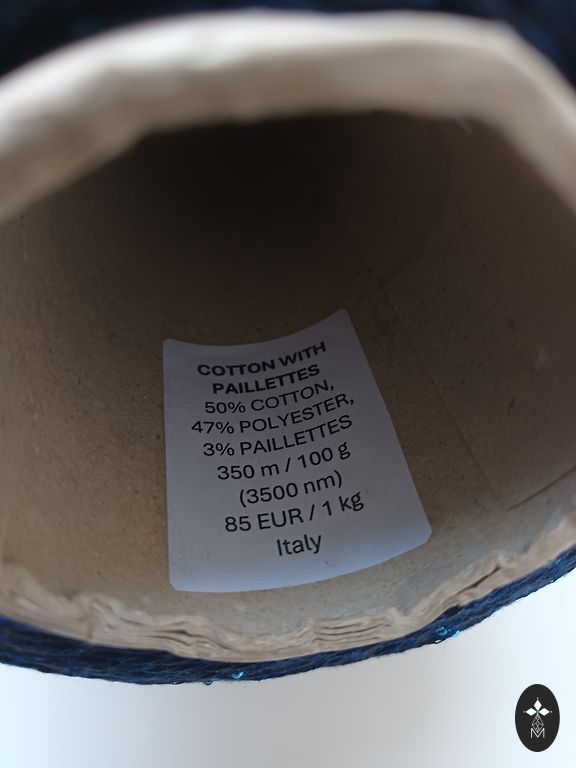 COTTON WITH
PAILLETTES
50% COTTON,
47% POLYESTER,
3% PAILLETTES
350 m / 100 g
(3500 nm)
85 EUR / 1 kg
Italy
M